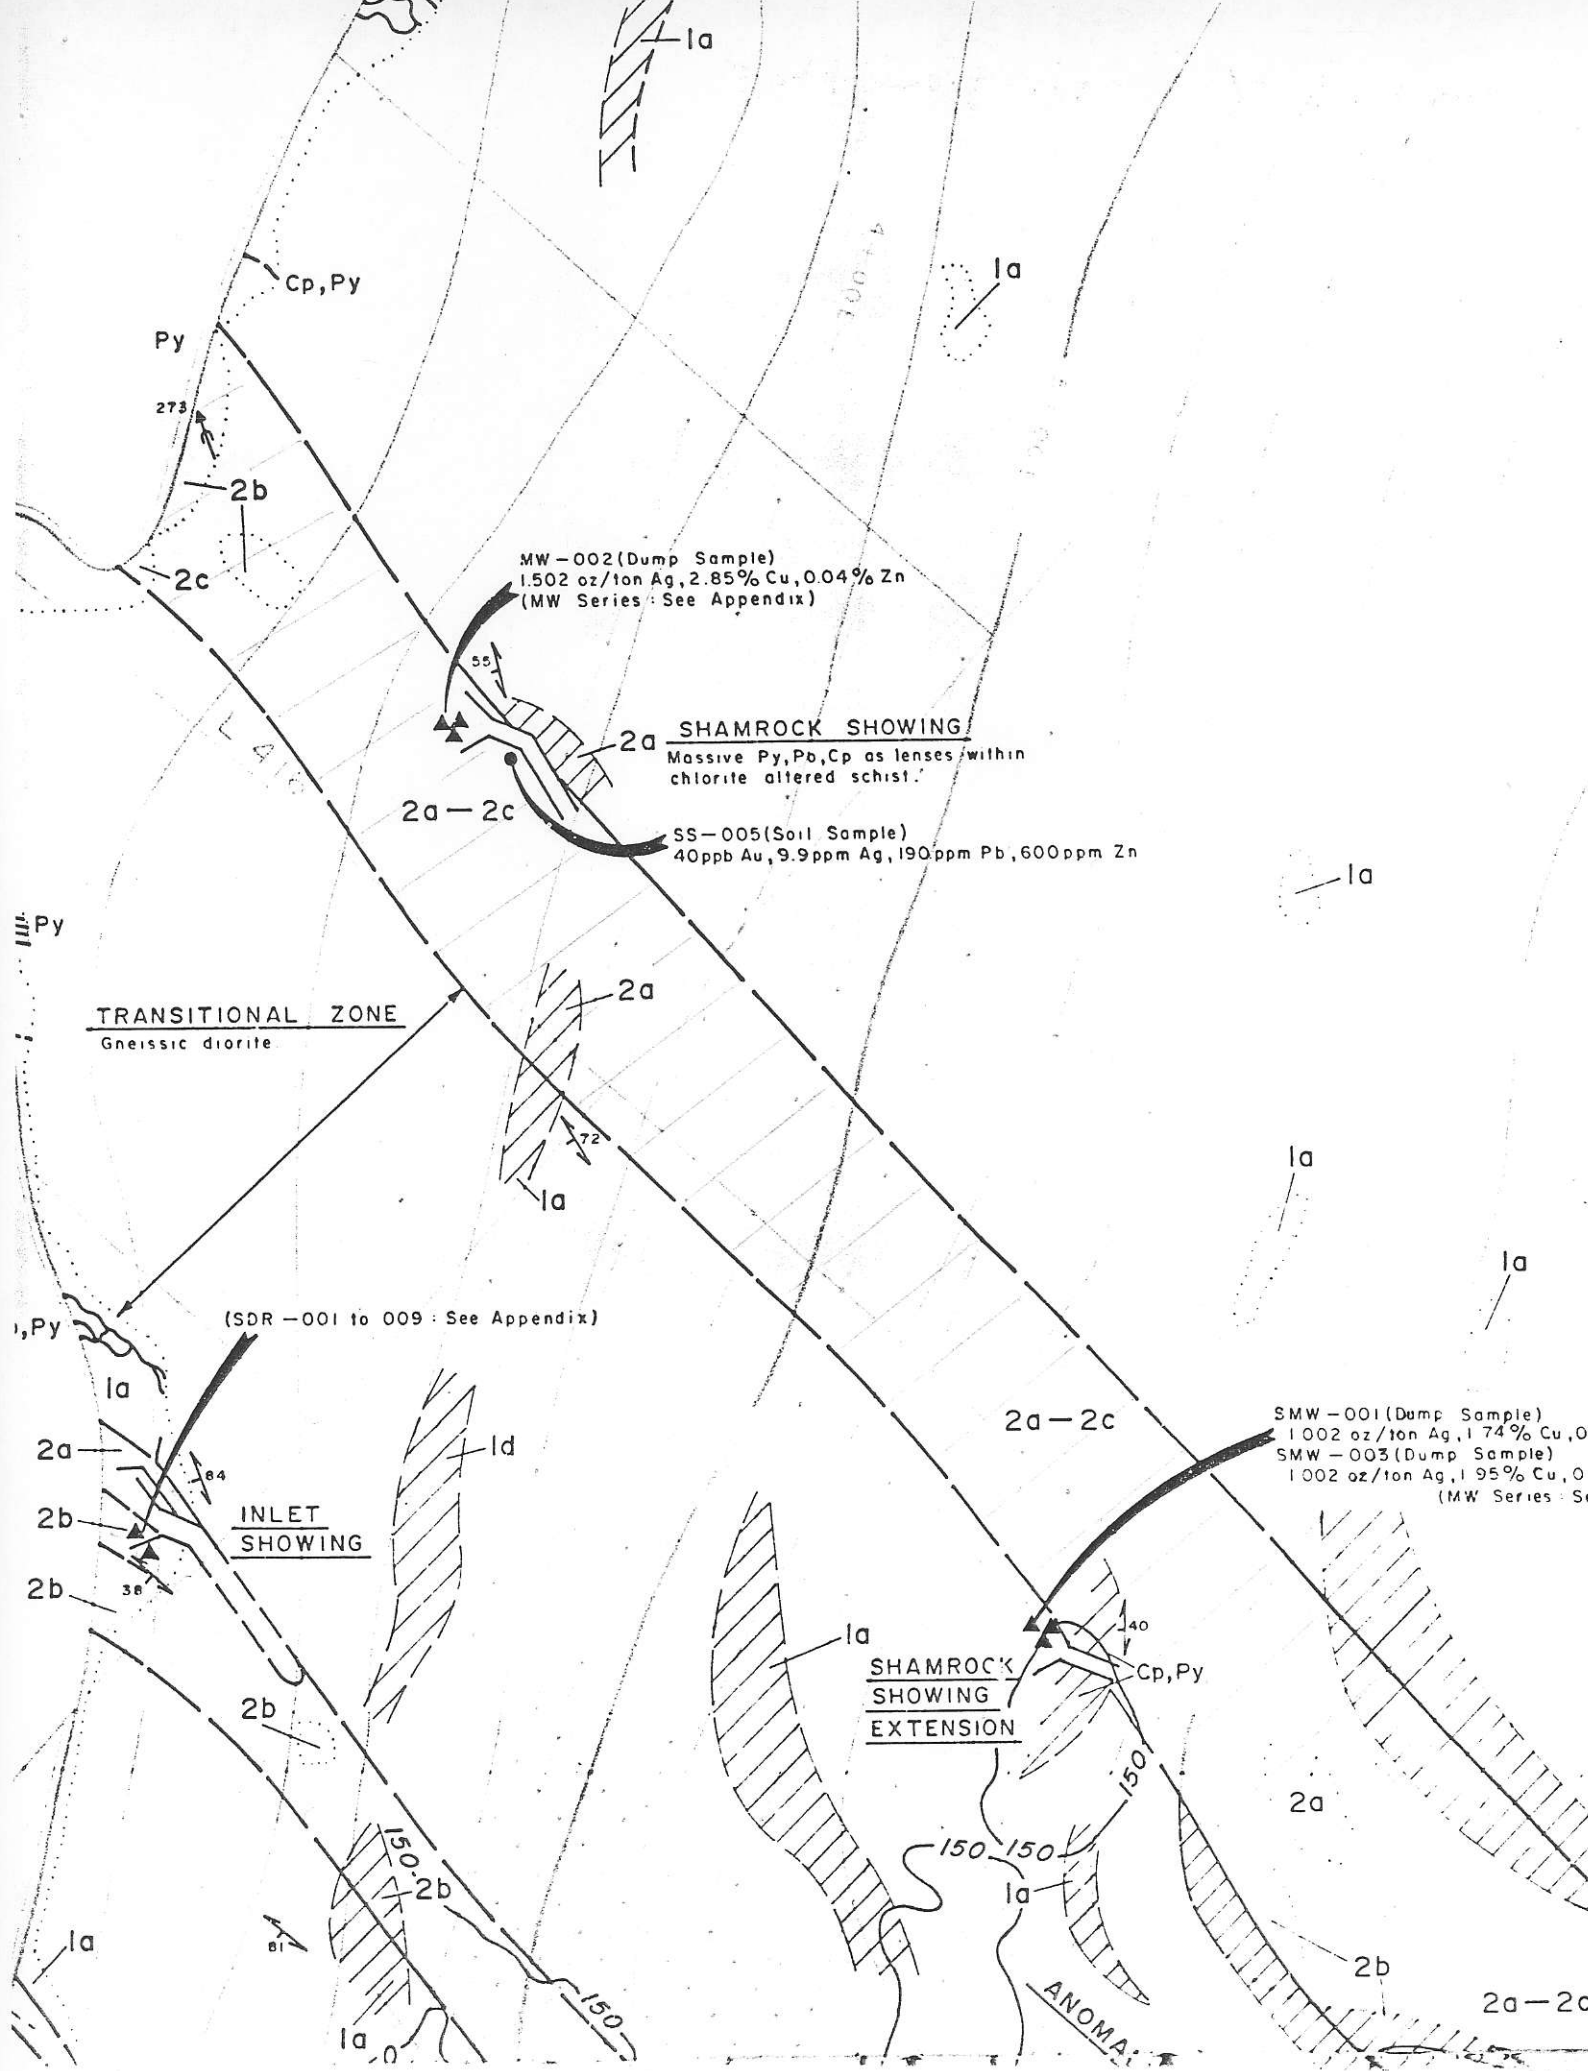 1a
Cp,Py
1a
Py
273
2b
2c
MW-002(Dump Sample)
1.502 oz/ton Ag,2.85% Cu,0.04% Zn
(MW Series: See Appendix)
55
2a
SHAMROCK SHOWING
Massive Py,Po,Cp as lenses within
chlorite altered schist.
2a-2c
SS-005(Soil Sample)
40ppb Au,9.9ppm Ag,190ppm Pb,600ppm Zn
1a
Py
2a
TRANSITIONAL ZONE
Gneissic diorite
72
1a
1a
1a
,Py
(SDR-001 to 009: See Appendix)
1a
2a-2c
SMW-001(Dump Sample)
1 002 oz/ton Ag,1 74% Cu,0
SMW-003(Dump Sample)
1 002 oz/ton Ag,1 95% Cu,0
(MW Series: Se
2a
84
1d
2b
INLET
SHOWING
38
2b
1a
40
SHAMROCK
SHOWING
EXTENSION
Cp,Py
2b
150
2a
150
150 150
2b
1a
1a
81
2b
150
ANOMA
2a-2c
1a